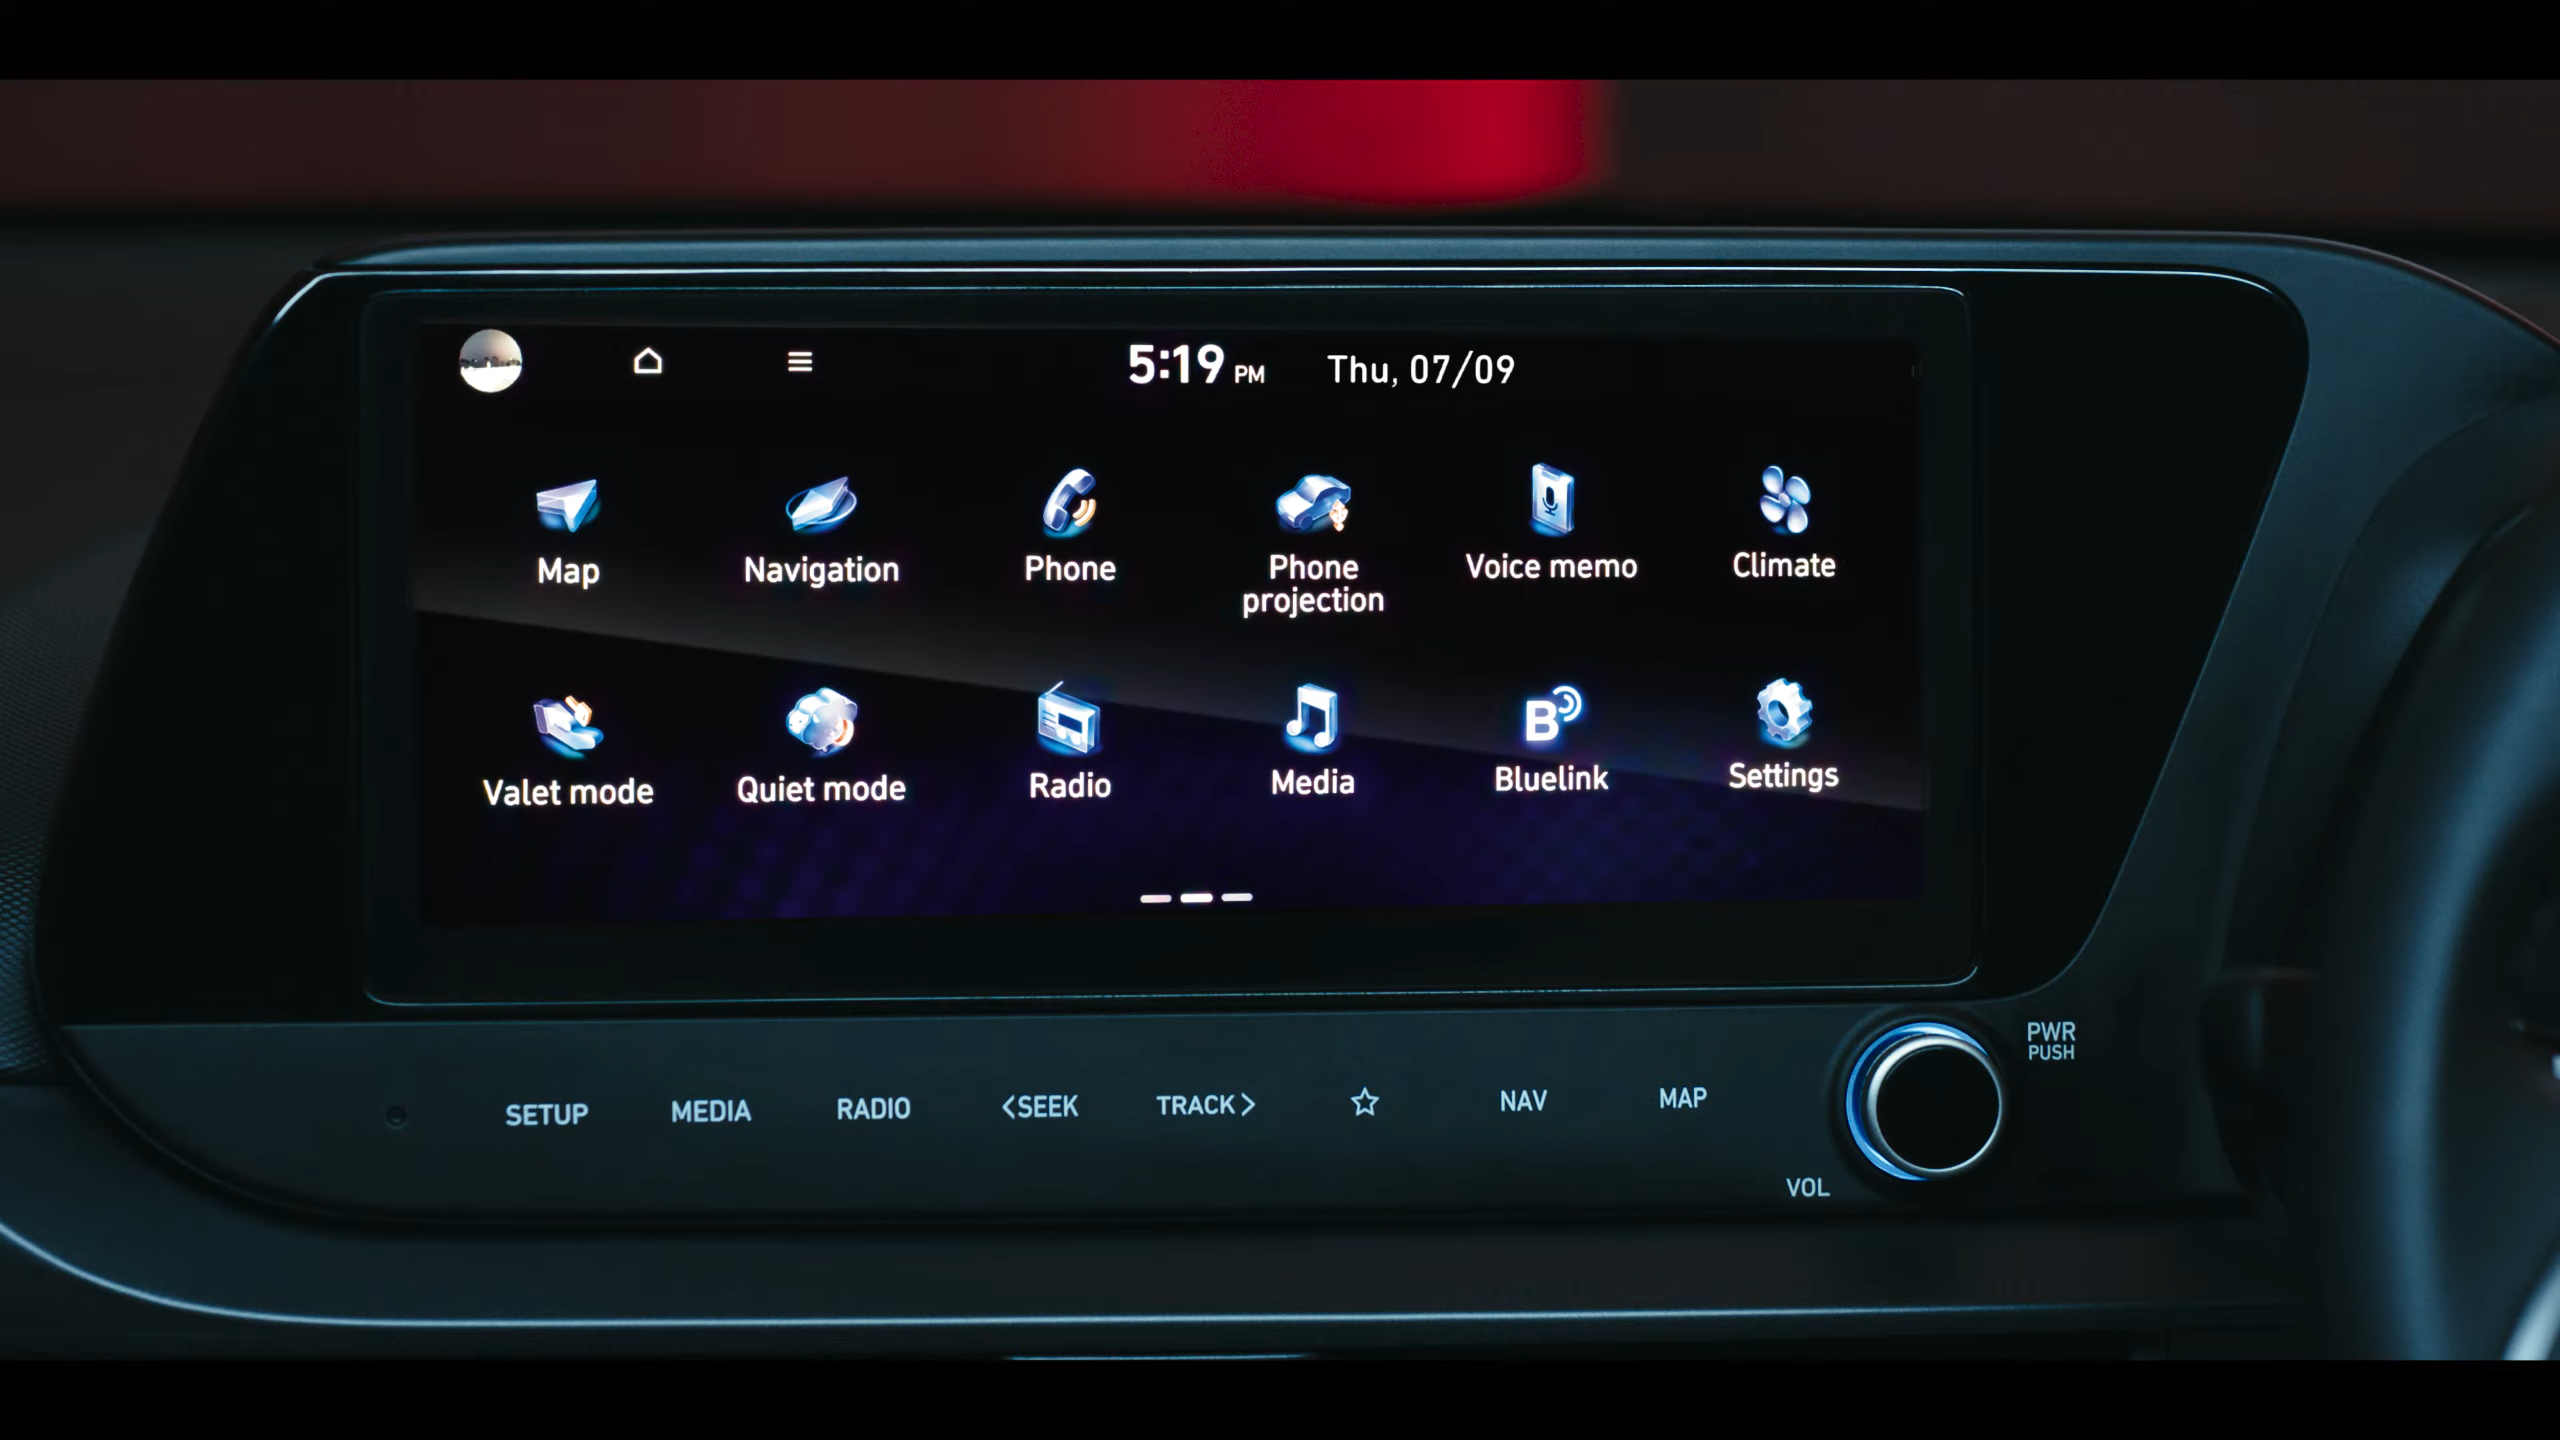 5:19 PM Thu, 07/09
Map Navigation Phone Phone projection Voice memo Climate
Valet mode Quiet mode Radio Media Bluelink Settings
PWR
PUSH
SETUP MEDIA RADIO <SEEK TRACK> ☆ NAV MAP
VOL